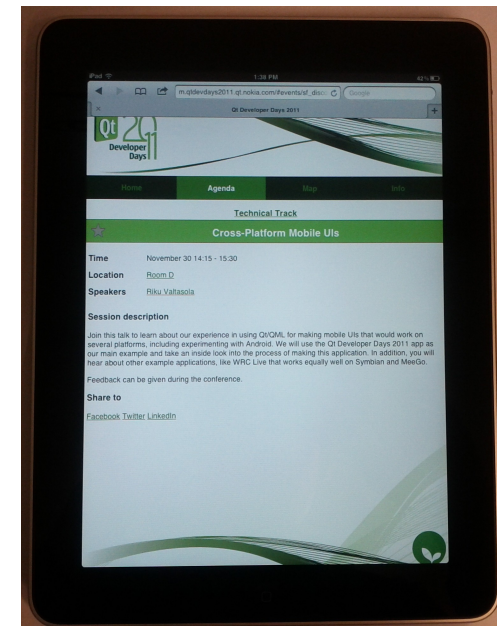 iPad
1:38 PM
42%
m.qtdevdays2011.qt.nokia.com/#events/sf_disc
Google
Qt Developer Days 2011
Qt 2011
Developer
Days
Home Agenda Map Info
Technical Track
Cross-Platform Mobile UIs
Time November 30 14:15 - 15:30
Location Room D
Speakers Riku Valtasola
Session description
Join this talk to learn about our experience in using Qt/QML for making mobile UIs that would work on
several platforms, including experimenting with Android. We will use the Qt Developer Days 2011 app as
our main example and take an inside look into the process of making this application. In addition, you will
hear about other example applications, like WRC Live that works equally well on Symbian and MeeGo.
Feedback can be given during the conference.
Share to
Facebook Twitter LinkedIn